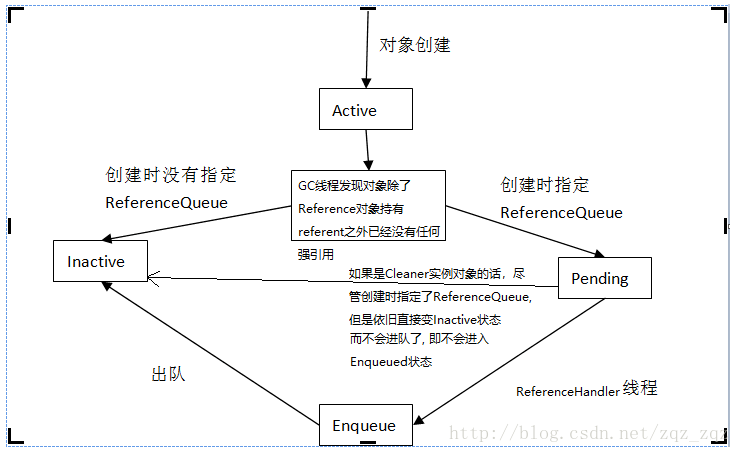 对象创建
Active
创建时没有指定
ReferenceQueue
GC线程发现对象除了
Reference对象持有
referent之外已经没有任何
强引用
创建时指定
ReferenceQueue
Inactive
如果是Cleaner实例对象的话，尽
管创建时指定了ReferenceQueue,
但是依旧直接变Inactive状态
而不会进队了, 即不会进入
Enqueued状态
Pending
出队
ReferenceHandler 线程
Enqueue
http://blog.csdn.net/zqz_zqz